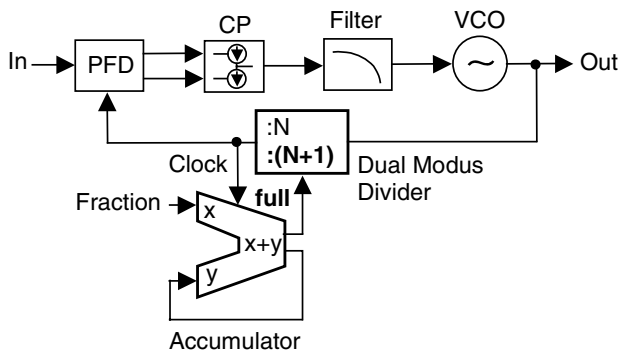 CP
Filter
VCO
In
PFD
~
Out
:N
:(N+1)
Clock
Dual Modus
Divider
full
Fraction
x
x+y
y
Accumulator